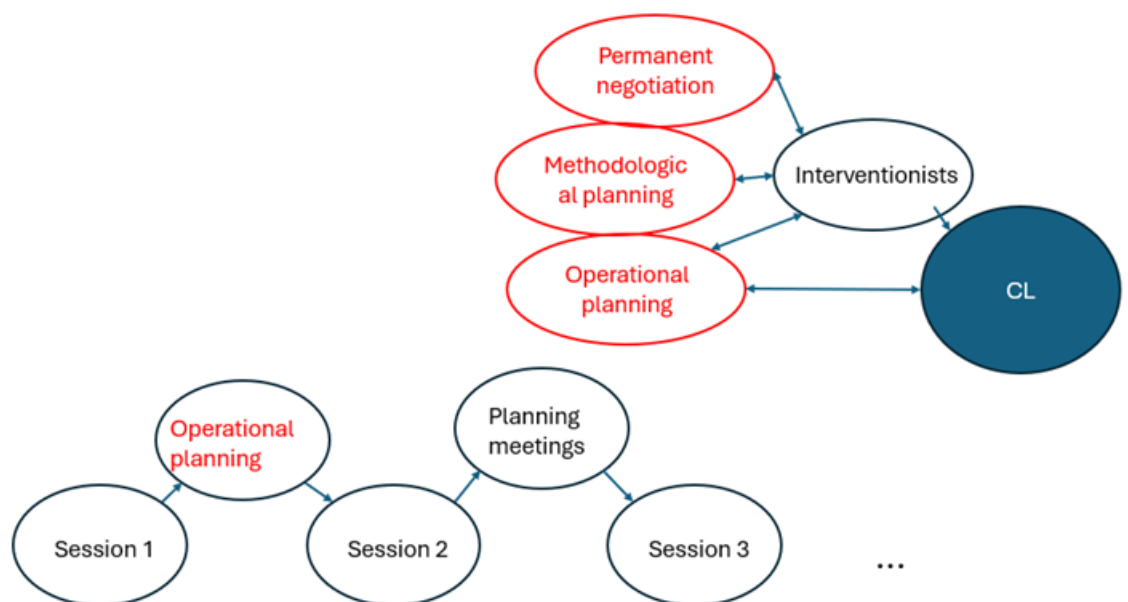 Permanent
negotiation
Methodologic
al planning
Interventionists
Operational
planning
CL
Operational
planning
Planning
meetings
Session 1
Session 2
Session 3
...